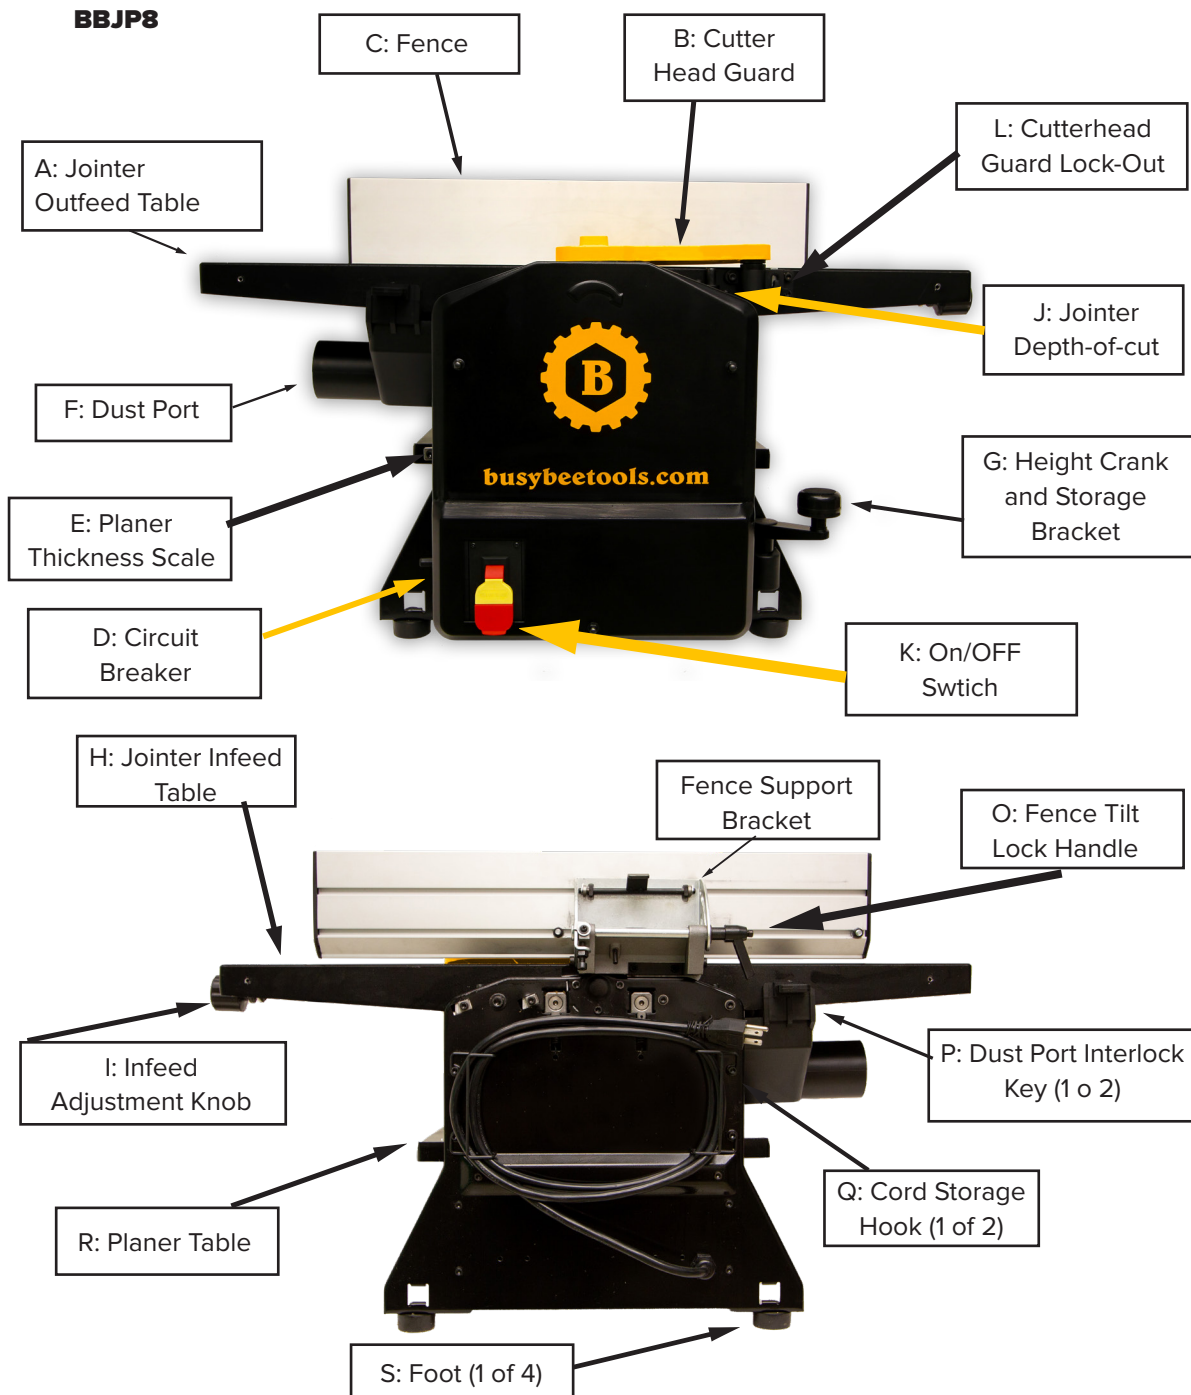 BBJP8
C: Fence
B: Cutter
Head Guard
L: Cutterhead
Guard Lock-Out
A: Jointer
Outfeed Table
J: Jointer
Depth-of-cut
F: Dust Port
B
busybeetools.com
G: Height Crank
and Storage
Bracket
E: Planer
Thickness Scale
D: Circuit
Breaker
K: On/OFF
Swtich
H: Jointer Infeed
Table
Fence Support
Bracket
O: Fence Tilt
Lock Handle
I: Infeed
Adjustment Knob
P: Dust Port Interlock
Key (1 o 2)
Q: Cord Storage
Hook (1 of 2)
R: Planer Table
S: Foot (1 of 4)